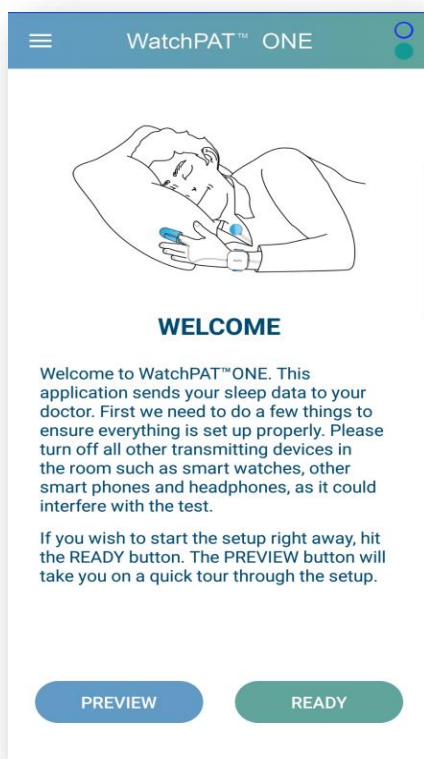 WatchPAT™ ONE
WELCOME
Welcome to WatchPAT™ONE. This
application sends your sleep data to your
doctor. First we need to do a few things to
ensure everything is set up properly. Please
turn off all other transmitting devices in
the room such as smart watches, other
smart phones and headphones, as it could
interfere with the test.
If you wish to start the setup right away, hit
the READY button. The PREVIEW button will
take you on a quick tour through the setup.
PREVIEW
READY